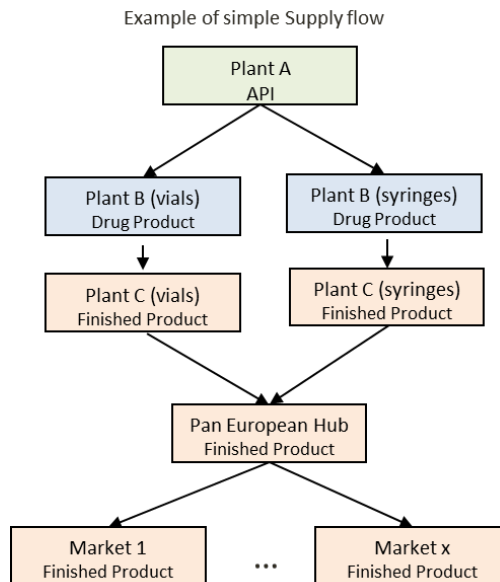 Example of simple Supply flow
Plant A
API
Plant B (vials)
Drug Product
Plant B (syringes)
Drug Product
Plant C (vials)
Finished Product
Plant C (syringes)
Finished Product
Pan European Hub
Finished Product
Market 1
Finished Product
...
Market x
Finished Product